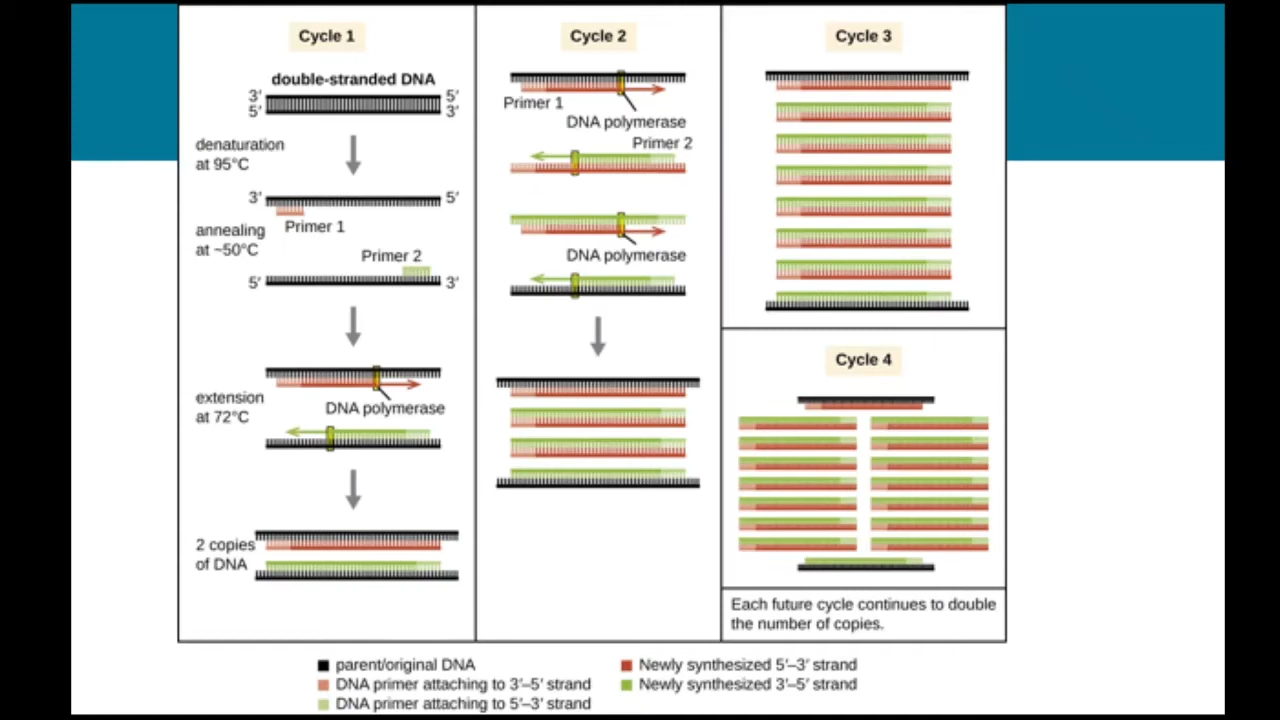 Cycle 1
double-stranded DNA
3′ 5′
5′ 3′
denaturation
at 95°C
3′ 5′
Primer 1
annealing
at ~50°C
Primer 2
5′ 3′
extension
at 72°C
DNA polymerase
2 copies
of DNA
Cycle 2
Primer 1
DNA polymerase
Primer 2
DNA polymerase
Cycle 3
Cycle 4
Each future cycle continues to double
the number of copies.
parent/original DNA
DNA primer attaching to 3′–5′ strand
DNA primer attaching to 5′–3′ strand
Newly synthesized 5′–3′ strand
Newly synthesized 3′–5′ strand